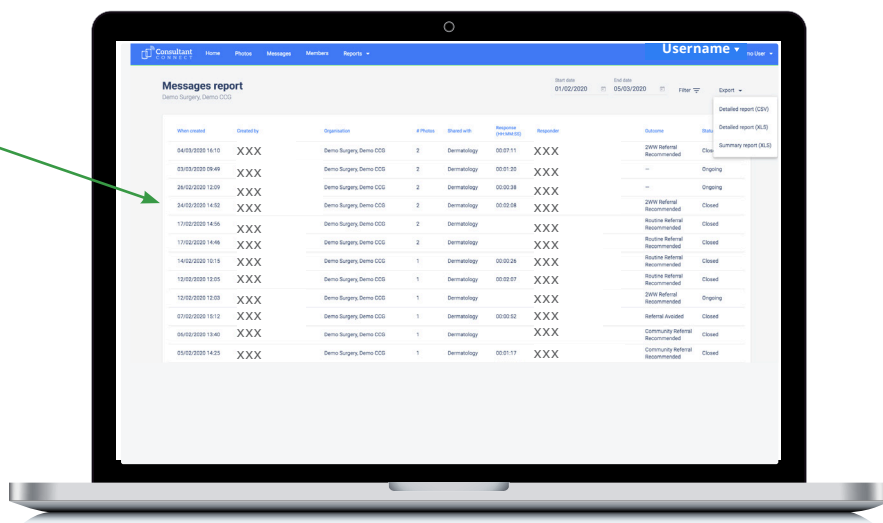 Consultant CONNECT Home Photos Messages Members Reports Username no User
Messages report
Demo Surgery, Demo CCG
Start date 01/02/2020 End date 05/03/2020 Filter Export
Detailed report (CSV)
Detailed report (XLS)
Summary report (XLS)
When created Created by Organisation # Photos Shared with Response (HH:MM:SS) Responder Outcome Statu
04/03/2020 16:10 XXX Demo Surgery, Demo CCG 2 Dermatology 00:07:11 XXX 2WW Referral Recommended Clos
03/03/2020 09:49 XXX Demo Surgery, Demo CCG 2 Dermatology 00:01:20 XXX – Ongoing
26/02/2020 12:09 XXX Demo Surgery, Demo CCG 2 Dermatology 00:00:38 XXX – Ongoing
24/02/2020 14:52 XXX Demo Surgery, Demo CCG 2 Dermatology 00:02:08 XXX 2WW Referral Recommended Closed
17/02/2020 14:56 XXX Demo Surgery, Demo CCG 2 Dermatology XXX Routine Referral Recommended Closed
17/02/2020 14:46 XXX Demo Surgery, Demo CCG 2 Dermatology XXX Routine Referral Recommended Closed
14/02/2020 10:15 XXX Demo Surgery, Demo CCG 1 Dermatology 00:00:26 XXX Routine Referral Recommended Closed
12/02/2020 12:05 XXX Demo Surgery, Demo CCG 1 Dermatology 00:02:07 XXX Routine Referral Recommended Closed
12/02/2020 12:03 XXX Demo Surgery, Demo CCG 1 Dermatology XXX 2WW Referral Recommended Ongoing
07/02/2020 15:12 XXX Demo Surgery, Demo CCG 1 Dermatology 00:00:52 XXX Referral Avoided Closed
06/02/2020 13:40 XXX Demo Surgery, Demo CCG 1 Dermatology XXX Community Referral Recommended Closed
05/02/2020 14:25 XXX Demo Surgery, Demo CCG 1 Dermatology 00:01:17 XXX Community Referral Recommended Closed